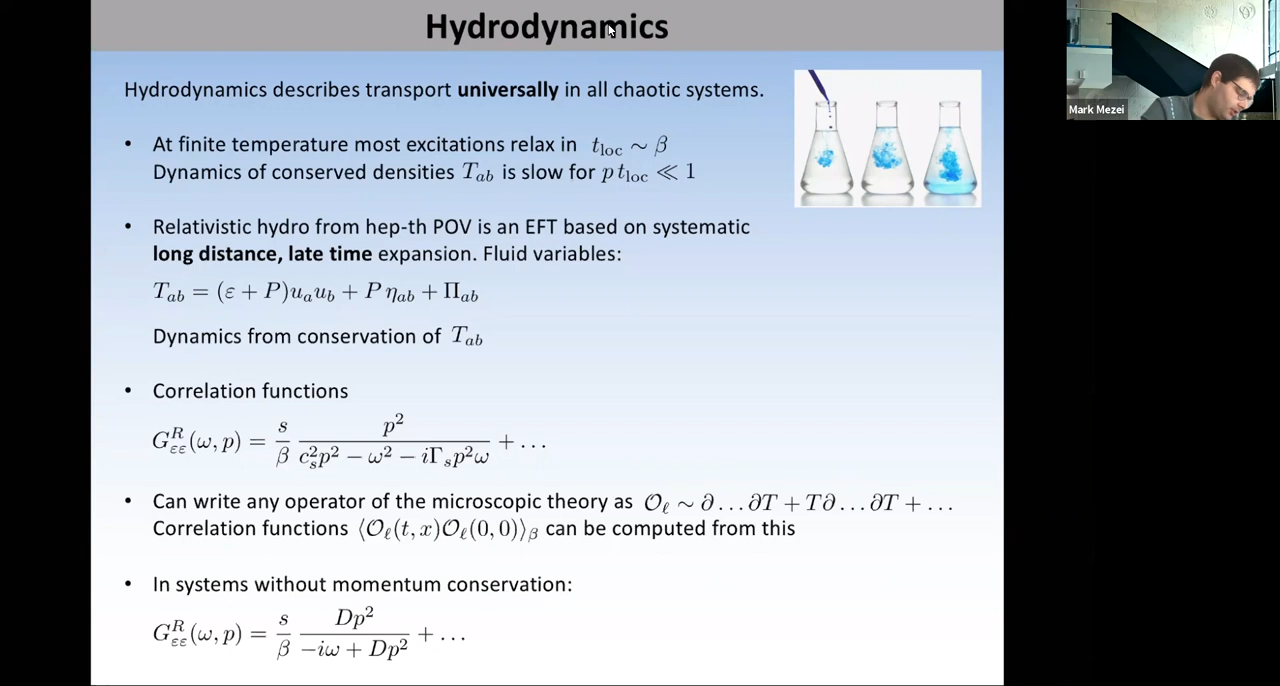 Hydrodynamics
Hydrodynamics describes transport universally in all chaotic systems.
• At finite temperature most excitations relax in t_loc ∼ β
Dynamics of conserved densities T_ab is slow for p t_loc ≪ 1
• Relativistic hydro from hep-th POV is an EFT based on systematic
long distance, late time expansion. Fluid variables:
T_ab = (ε + P)u_a u_b + P η_ab + Π_ab
Dynamics from conservation of T_ab
• Correlation functions
G^R_εε(ω, p) = s/β p²/(c_s²p² − ω² − iΓ_s p²ω) + …
• Can write any operator of the microscopic theory as 𝒪_ℓ ∼ ∂…∂T + T∂…∂T + …
Correlation functions ⟨𝒪_ℓ(t, x)𝒪_ℓ(0, 0)⟩_β can be computed from this
• In systems without momentum conservation:
G^R_εε(ω, p) = s/β Dp²/(−iω + Dp²) + …
Mark Mezei